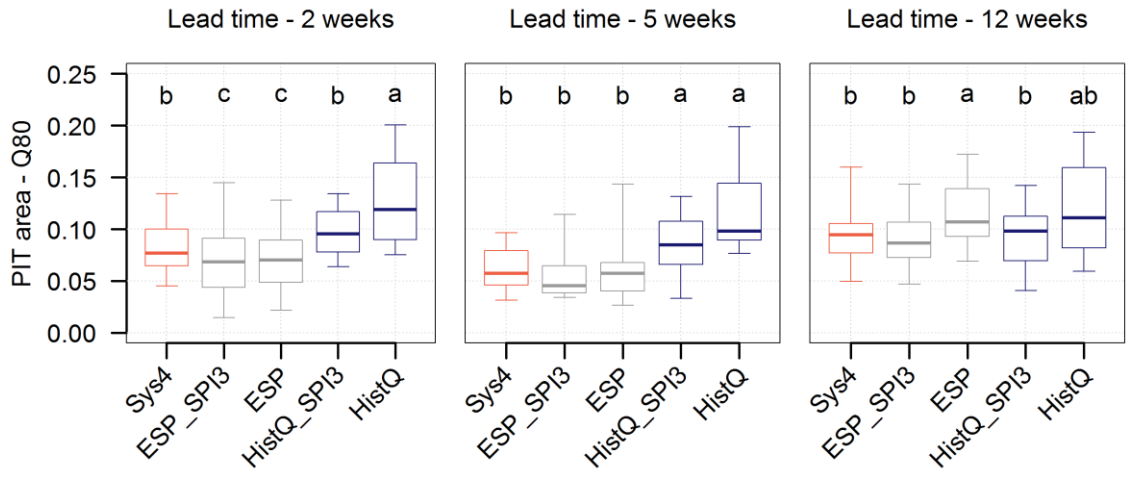 Lead time - 2 weeks Lead time - 5 weeks Lead time - 12 weeks
PIT area - Q80
0.25
0.20
0.15
0.10
0.05
0.00
b c c b a
b b b a a
b b a b ab
Sys4 ESP_SPI3 ESP HistQ_SPI3 HistQ
Sys4 ESP_SPI3 ESP HistQ_SPI3 HistQ
Sys4 ESP_SPI3 ESP HistQ_SPI3 HistQ